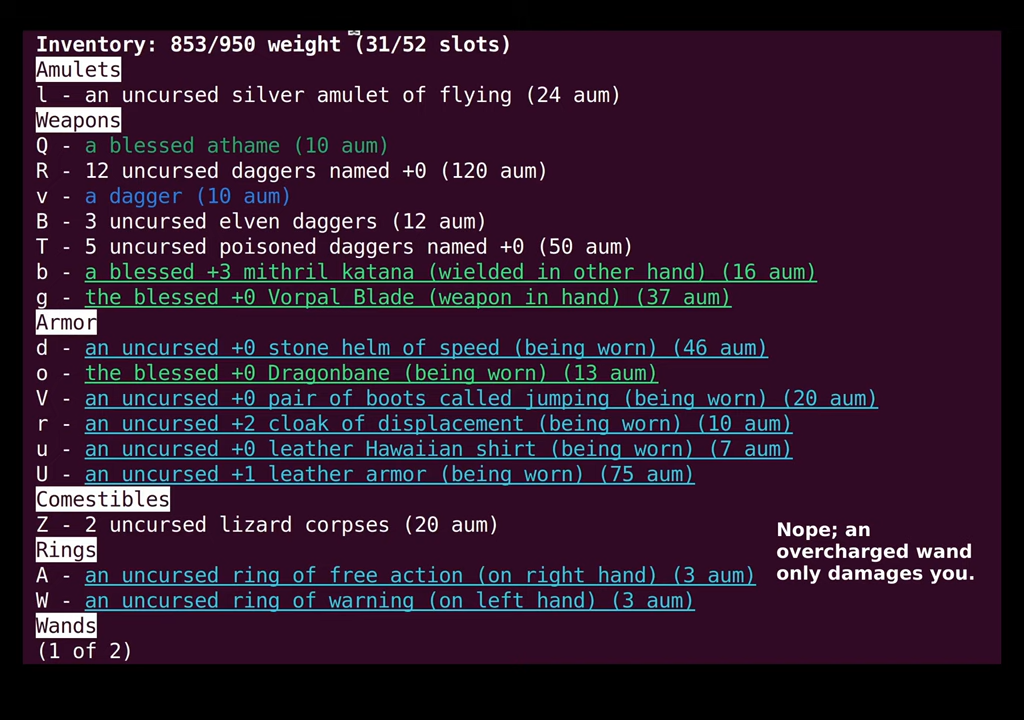 Inventory: 853/950 weight (31/52 slots)
Amulets
l - an uncursed silver amulet of flying (24 aum)
Weapons
Q - a blessed athame (10 aum)
R - 12 uncursed daggers named +0 (120 aum)
v - a dagger (10 aum)
B - 3 uncursed elven daggers (12 aum)
T - 5 uncursed poisoned daggers named +0 (50 aum)
b - a blessed +3 mithril katana (wielded in other hand) (16 aum)
g - the blessed +0 Vorpal Blade (weapon in hand) (37 aum)
Armor
d - an uncursed +0 stone helm of speed (being worn) (46 aum)
o - the blessed +0 Dragonbane (being worn) (13 aum)
V - an uncursed +0 pair of boots called jumping (being worn) (20 aum)
r - an uncursed +2 cloak of displacement (being worn) (10 aum)
u - an uncursed +0 leather Hawaiian shirt (being worn) (7 aum)
U - an uncursed +1 leather armor (being worn) (75 aum)
Comestibles
Z - 2 uncursed lizard corpses (20 aum)
Rings
A - an uncursed ring of free action (on right hand) (3 aum)
W - an uncursed ring of warning (on left hand) (3 aum)
Wands
(1 of 2)
Nope; an
overcharged wand
only damages you.